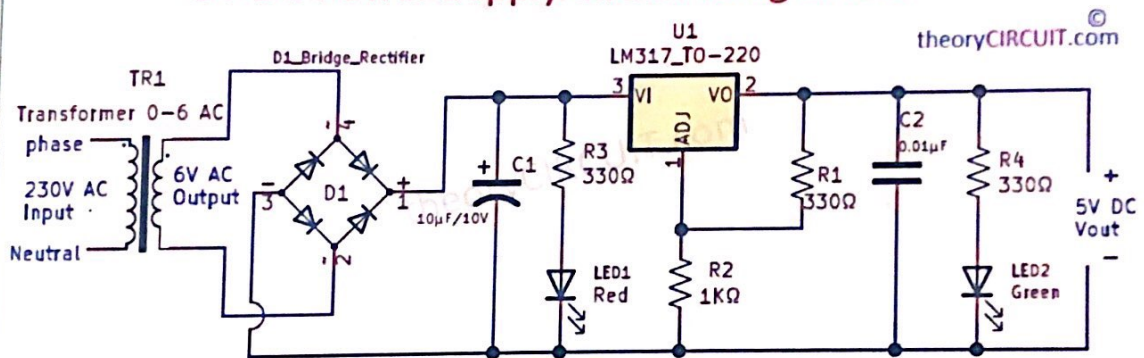 ©
theoryCIRCUIT.com
U1
LM317_TO-220
D1_Bridge_Rectifier
TR1
Transformer 0-6 AC
phase
230V AC
Input
Neutral
6V AC
Output
-
4
-
3
D1
+
1
-
2
+
C1
10µF/10V
R3
330Ω
LED1
Red
3
VI
VO
2
ADJ
1
R1
330Ω
R2
1KΩ
C2
0.01µF
R4
330Ω
LED2
Green
+
5V DC
Vout
-